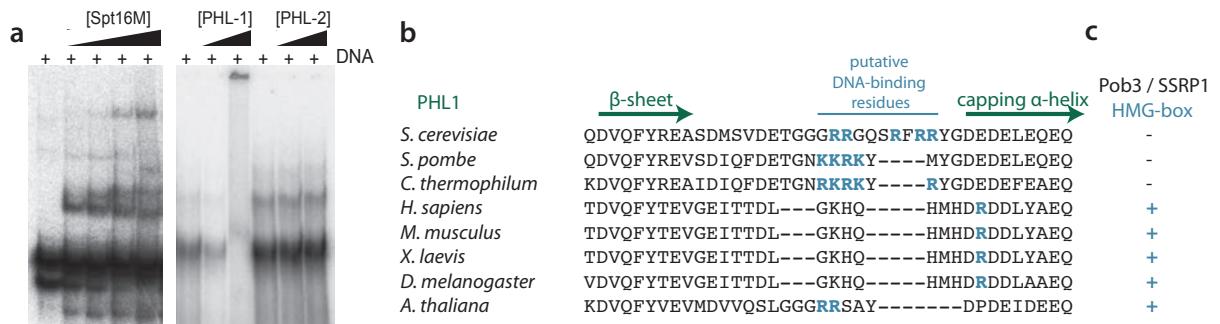 a
[Spt16M] [PHL-1] [PHL-2]
+ + + + + + + + + + + DNA
b
putative
DNA-binding
residues
PHL1 β-sheet capping α-helix
S. cerevisiae QDVQFYREASDMSVDETGGGRRGQSRFRRYGDEDELEQEQ
S. pombe QDVQFYREVSDIQFDETGNKKRKY----MYGDEDELEQEQ
C. thermophilum KDVQFYREAIDIQFDETGNRKRKY----RYGDEDEFEAEQ
H. sapiens TDVQFYTEVGEITTDL---GKHQ-----HMHDRDDLYAEQ
M. musculus TDVQFYTEVGEITTDL---GKHQ-----HMHDRDDLYAEQ
X. laevis TDVQFYTEVGEITTDL---GKHQ-----HMHDRDDLYAEQ
D. melanogaster VDVQFYTEVGEITTDL---GKHQ-----HMHDRDDLAAEQ
A. thaliana KDVQFYVEVMDVVQSLGGGRRSAY-------DPDEIDEEQ
c
Pob3 / SSRP1
HMG-box
-
-
-
+
+
+
+
+